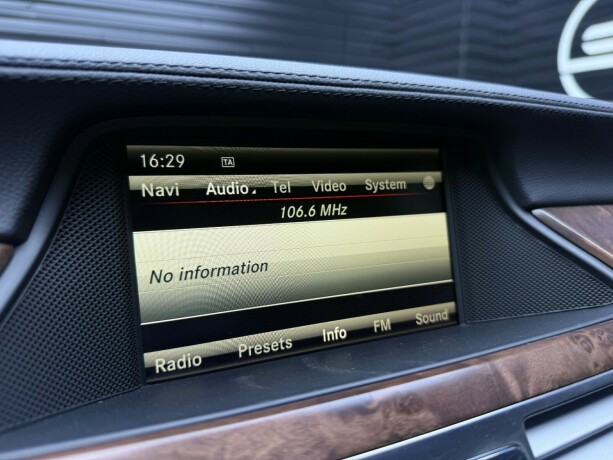 16:29 TA
Navi Audio Tel Video System
106.6 MHz
No information
Radio Presets Info FM Sound